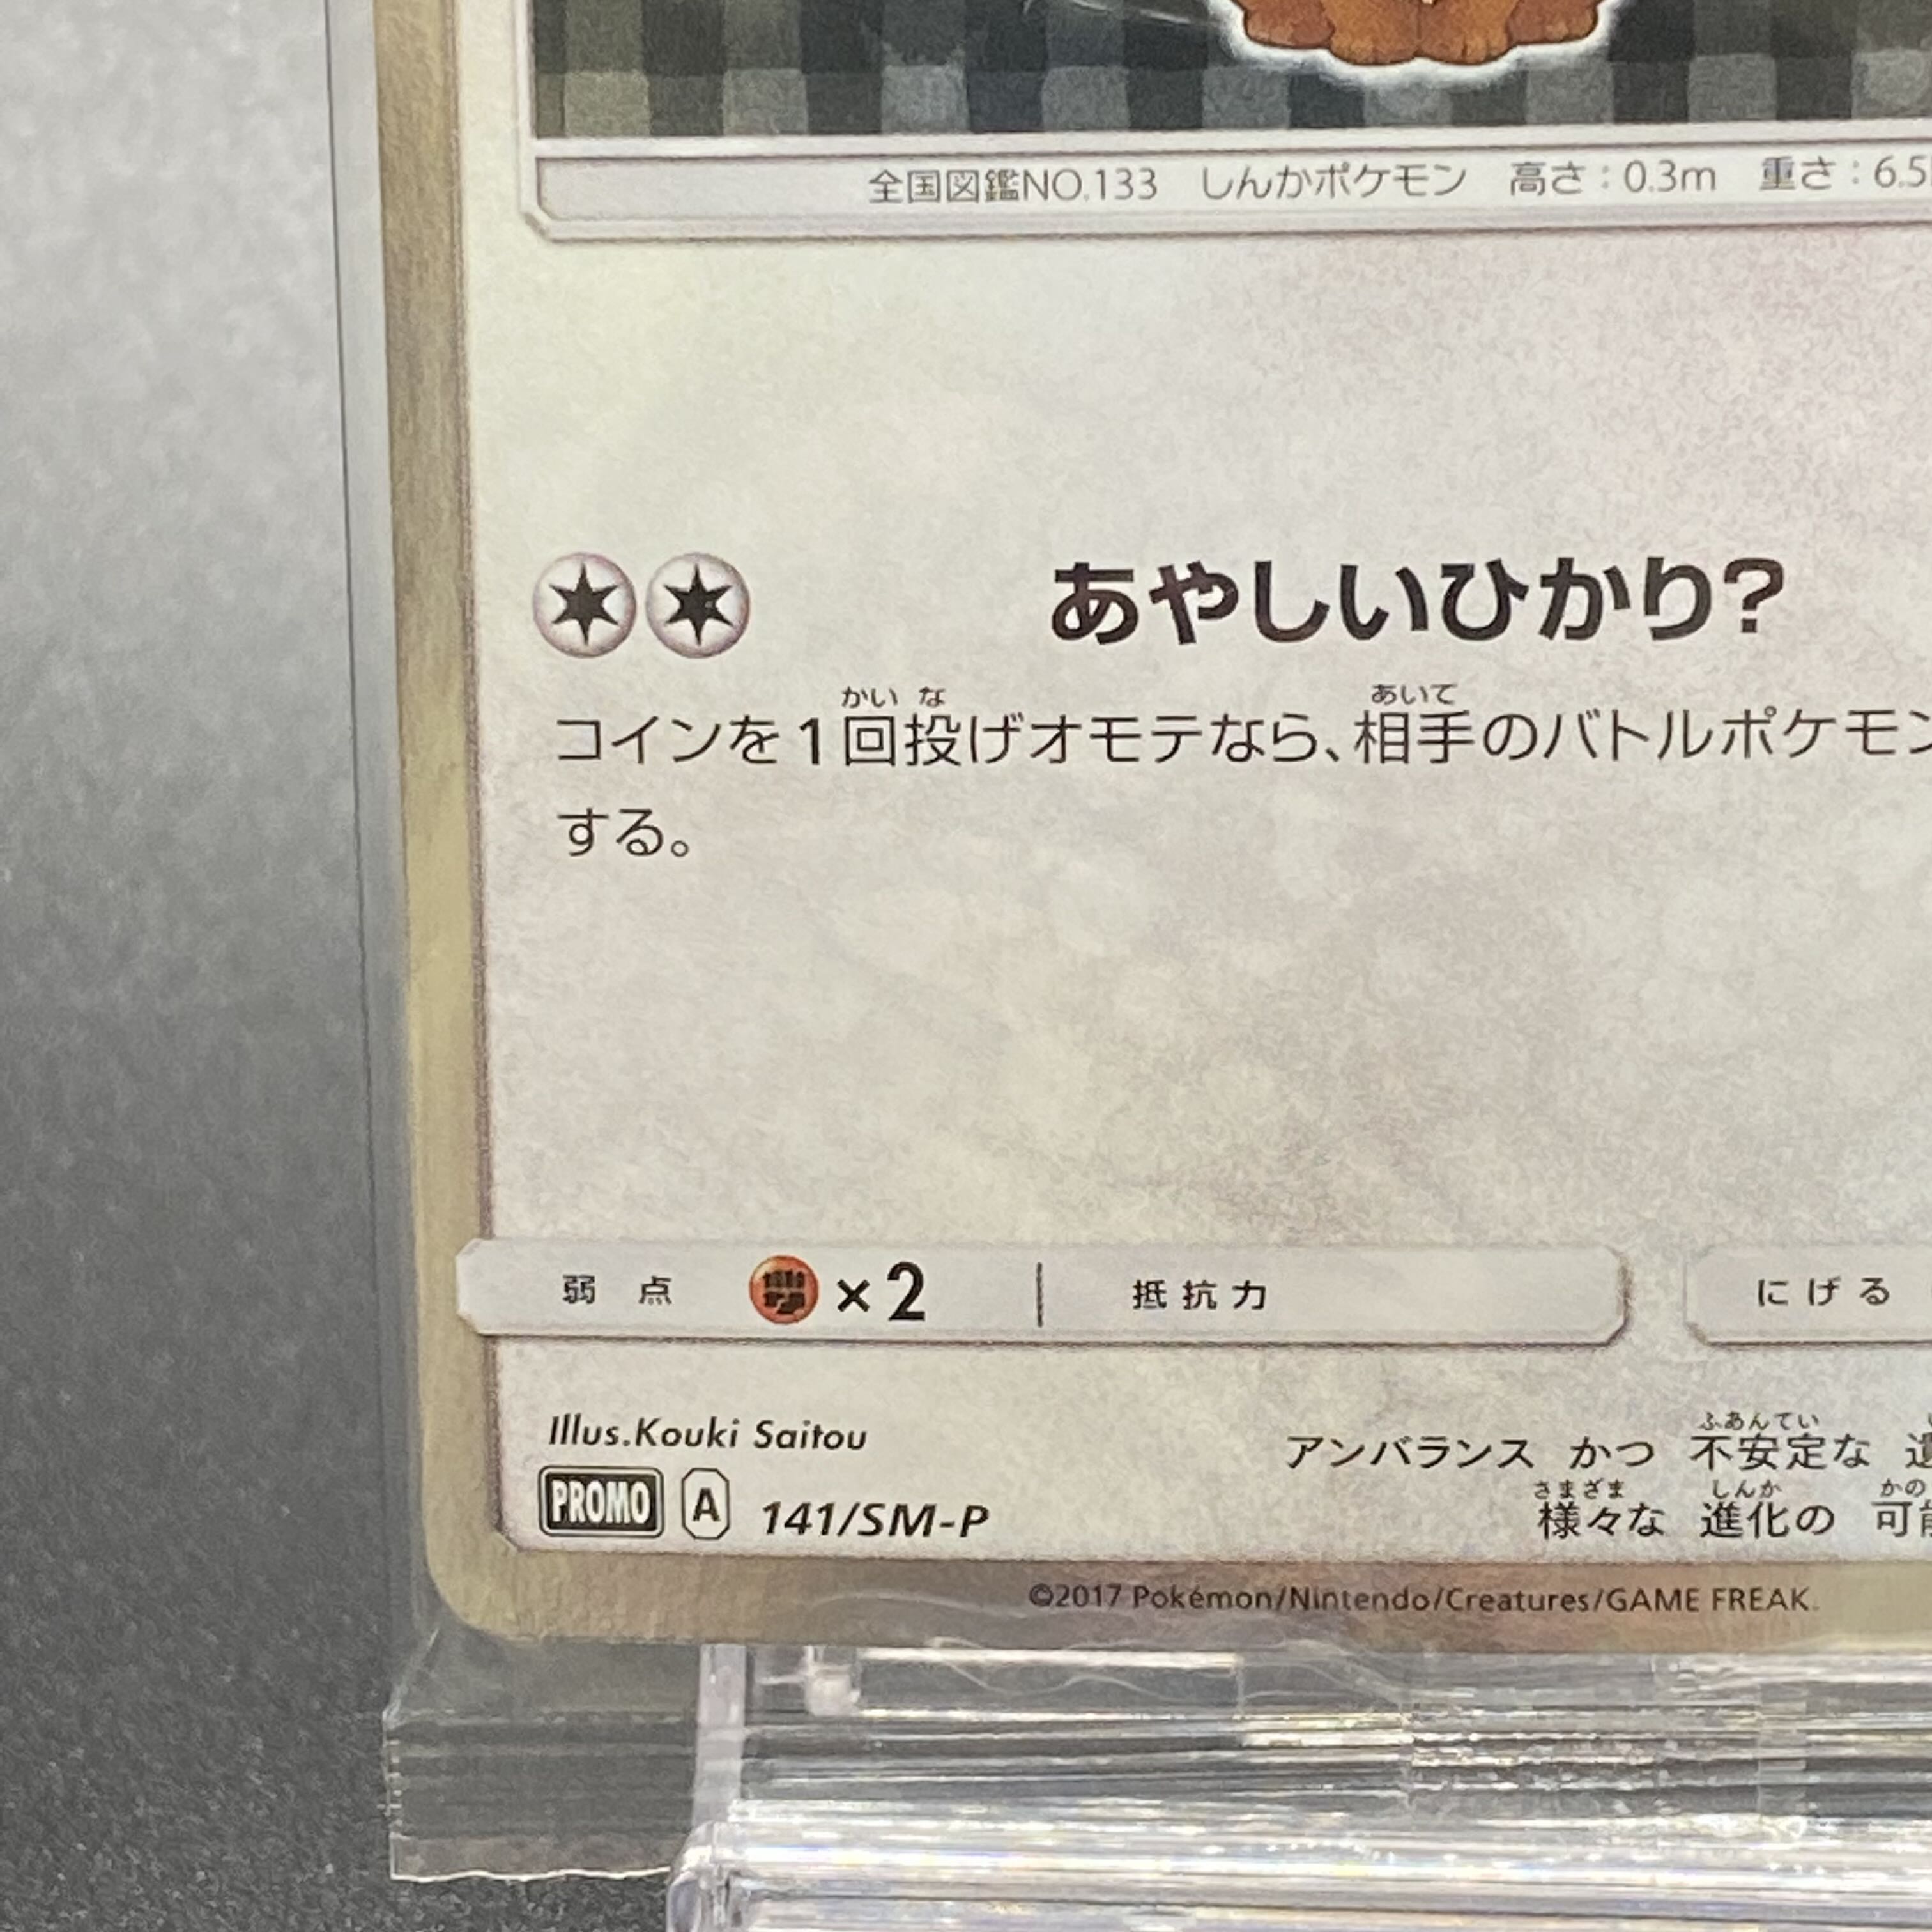 全国図鑑NO.133 しんかポケモン 高さ：0.3m 重さ：6.5
あやしいひかり?
かい な あいて
コインを1回投げオモテなら、相手のバトルポケモン
する。
弱点 ×2 抵抗力 にげる
Illus.Kouki Saitou
ふあんてい
アンバランス かつ 不安定な
さまざま しんか かの
PROMO A 141/SM-P 様々な 進化の 可能
©2017 Pokémon/Nintendo/Creatures/GAME FREAK.